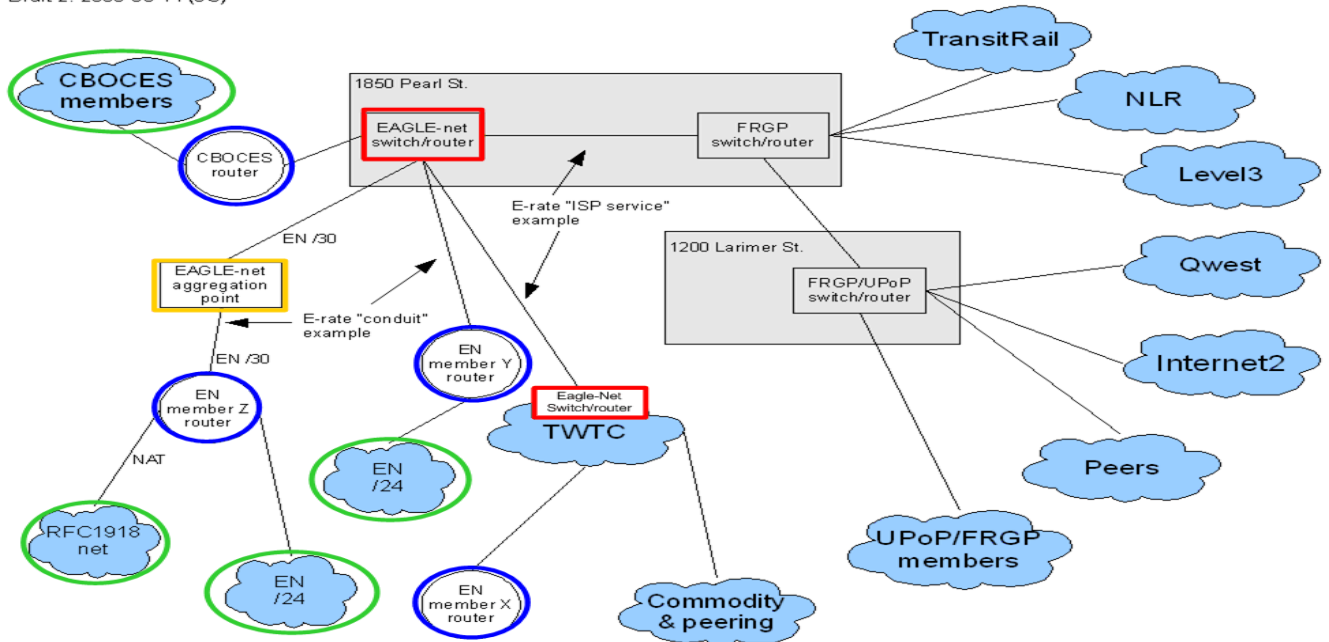 TransitRail
CBOCES
members
1850 Pearl St.
NLR
EAGLE-net
switch/router
FRGP
switch/router
CBOCES
router
Level3
E-rate "ISP service"
example
EN /30
1200 Larimer St.
EAGLE-net
aggregation
point
Qwest
FRGP/UPoP
switch/router
E-rate "conduit"
example
EN /30
EN
member Y
router
Internet2
EN
member Z
router
Eagle-Net
Switch/router
TWTC
NAT
EN
/24
Peers
RFC1918
net
UPoP/FRGP
members
EN
/24
EN
member X
router
Commodity
& peering